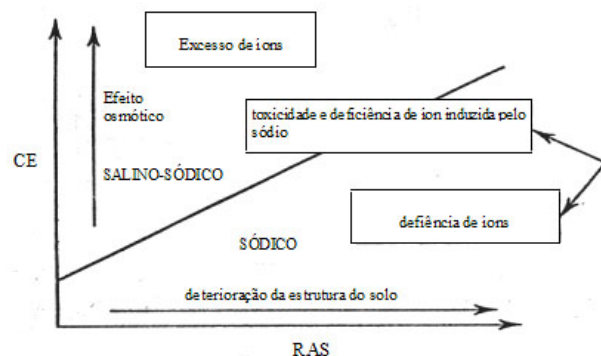 Excesso de ions
Efeito
osmótico
toxicidade e deficiência de ion induzida pelo
sódio
CE
SALINO-SÓDICO
defiência de ions
SÓDICO
deterioração da estrutura do solo
RAS